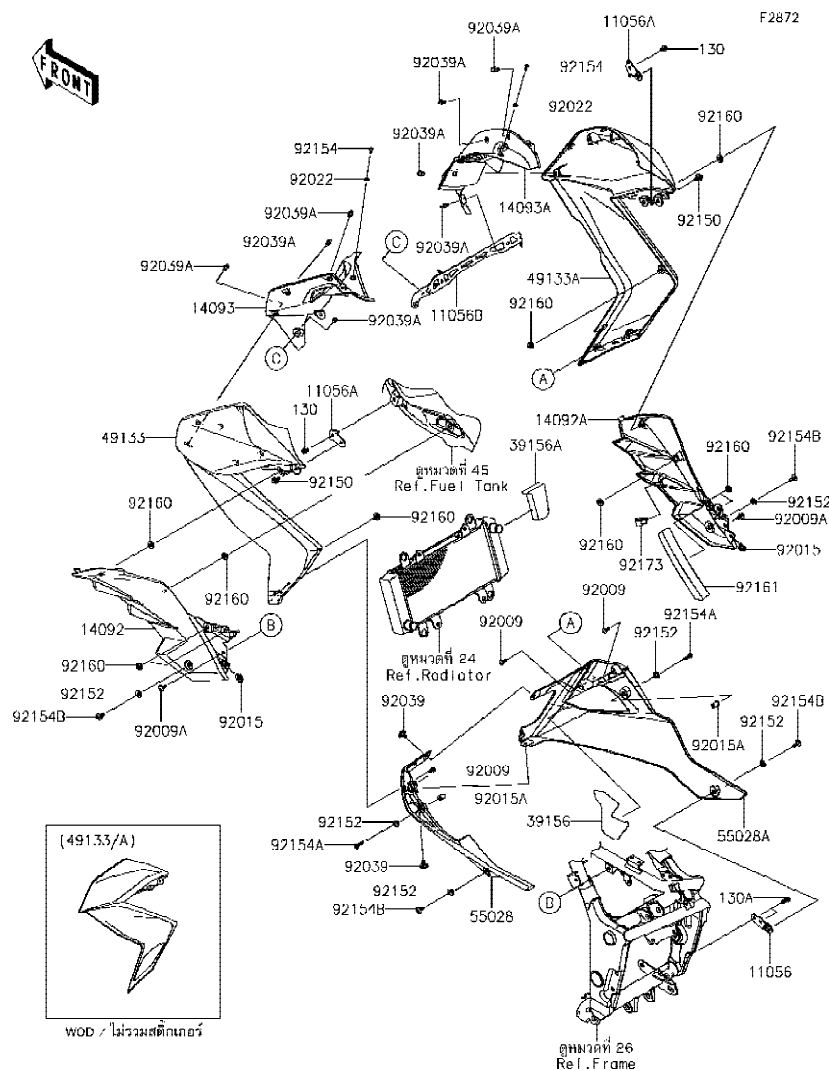 F2872
FRONT
92039A
11056A
130
92039A
92154
92022
92160
92154
92039A
92022
14093A
92150
92039A
92039A
92039A
C
49133A
92039A
14093
92039A
11056B
92160
C
A
11056A
130
14092A
49133
39156A
92154B
ดูหมวดที่ 45
Ref.Fuel Tank
92160
92150
92160
92160
92152
92009A
92160
92173
92015
92161
92160
92009
B
A
92154A
14092
92009
92152
ดูหมวดที่ 24
Ref.Radiator
92160
92152
92039
92154B
92154B
92009A
92015
92152
92015A
92009
92015A
39156
92152
55028A
92154A
(49133/A)
92039
92152
B
130A
92154B
55028
11056
WOD / ไม่รวมสติ๊กเกอร์
ดูหมวดที่ 26
Ref.Frame